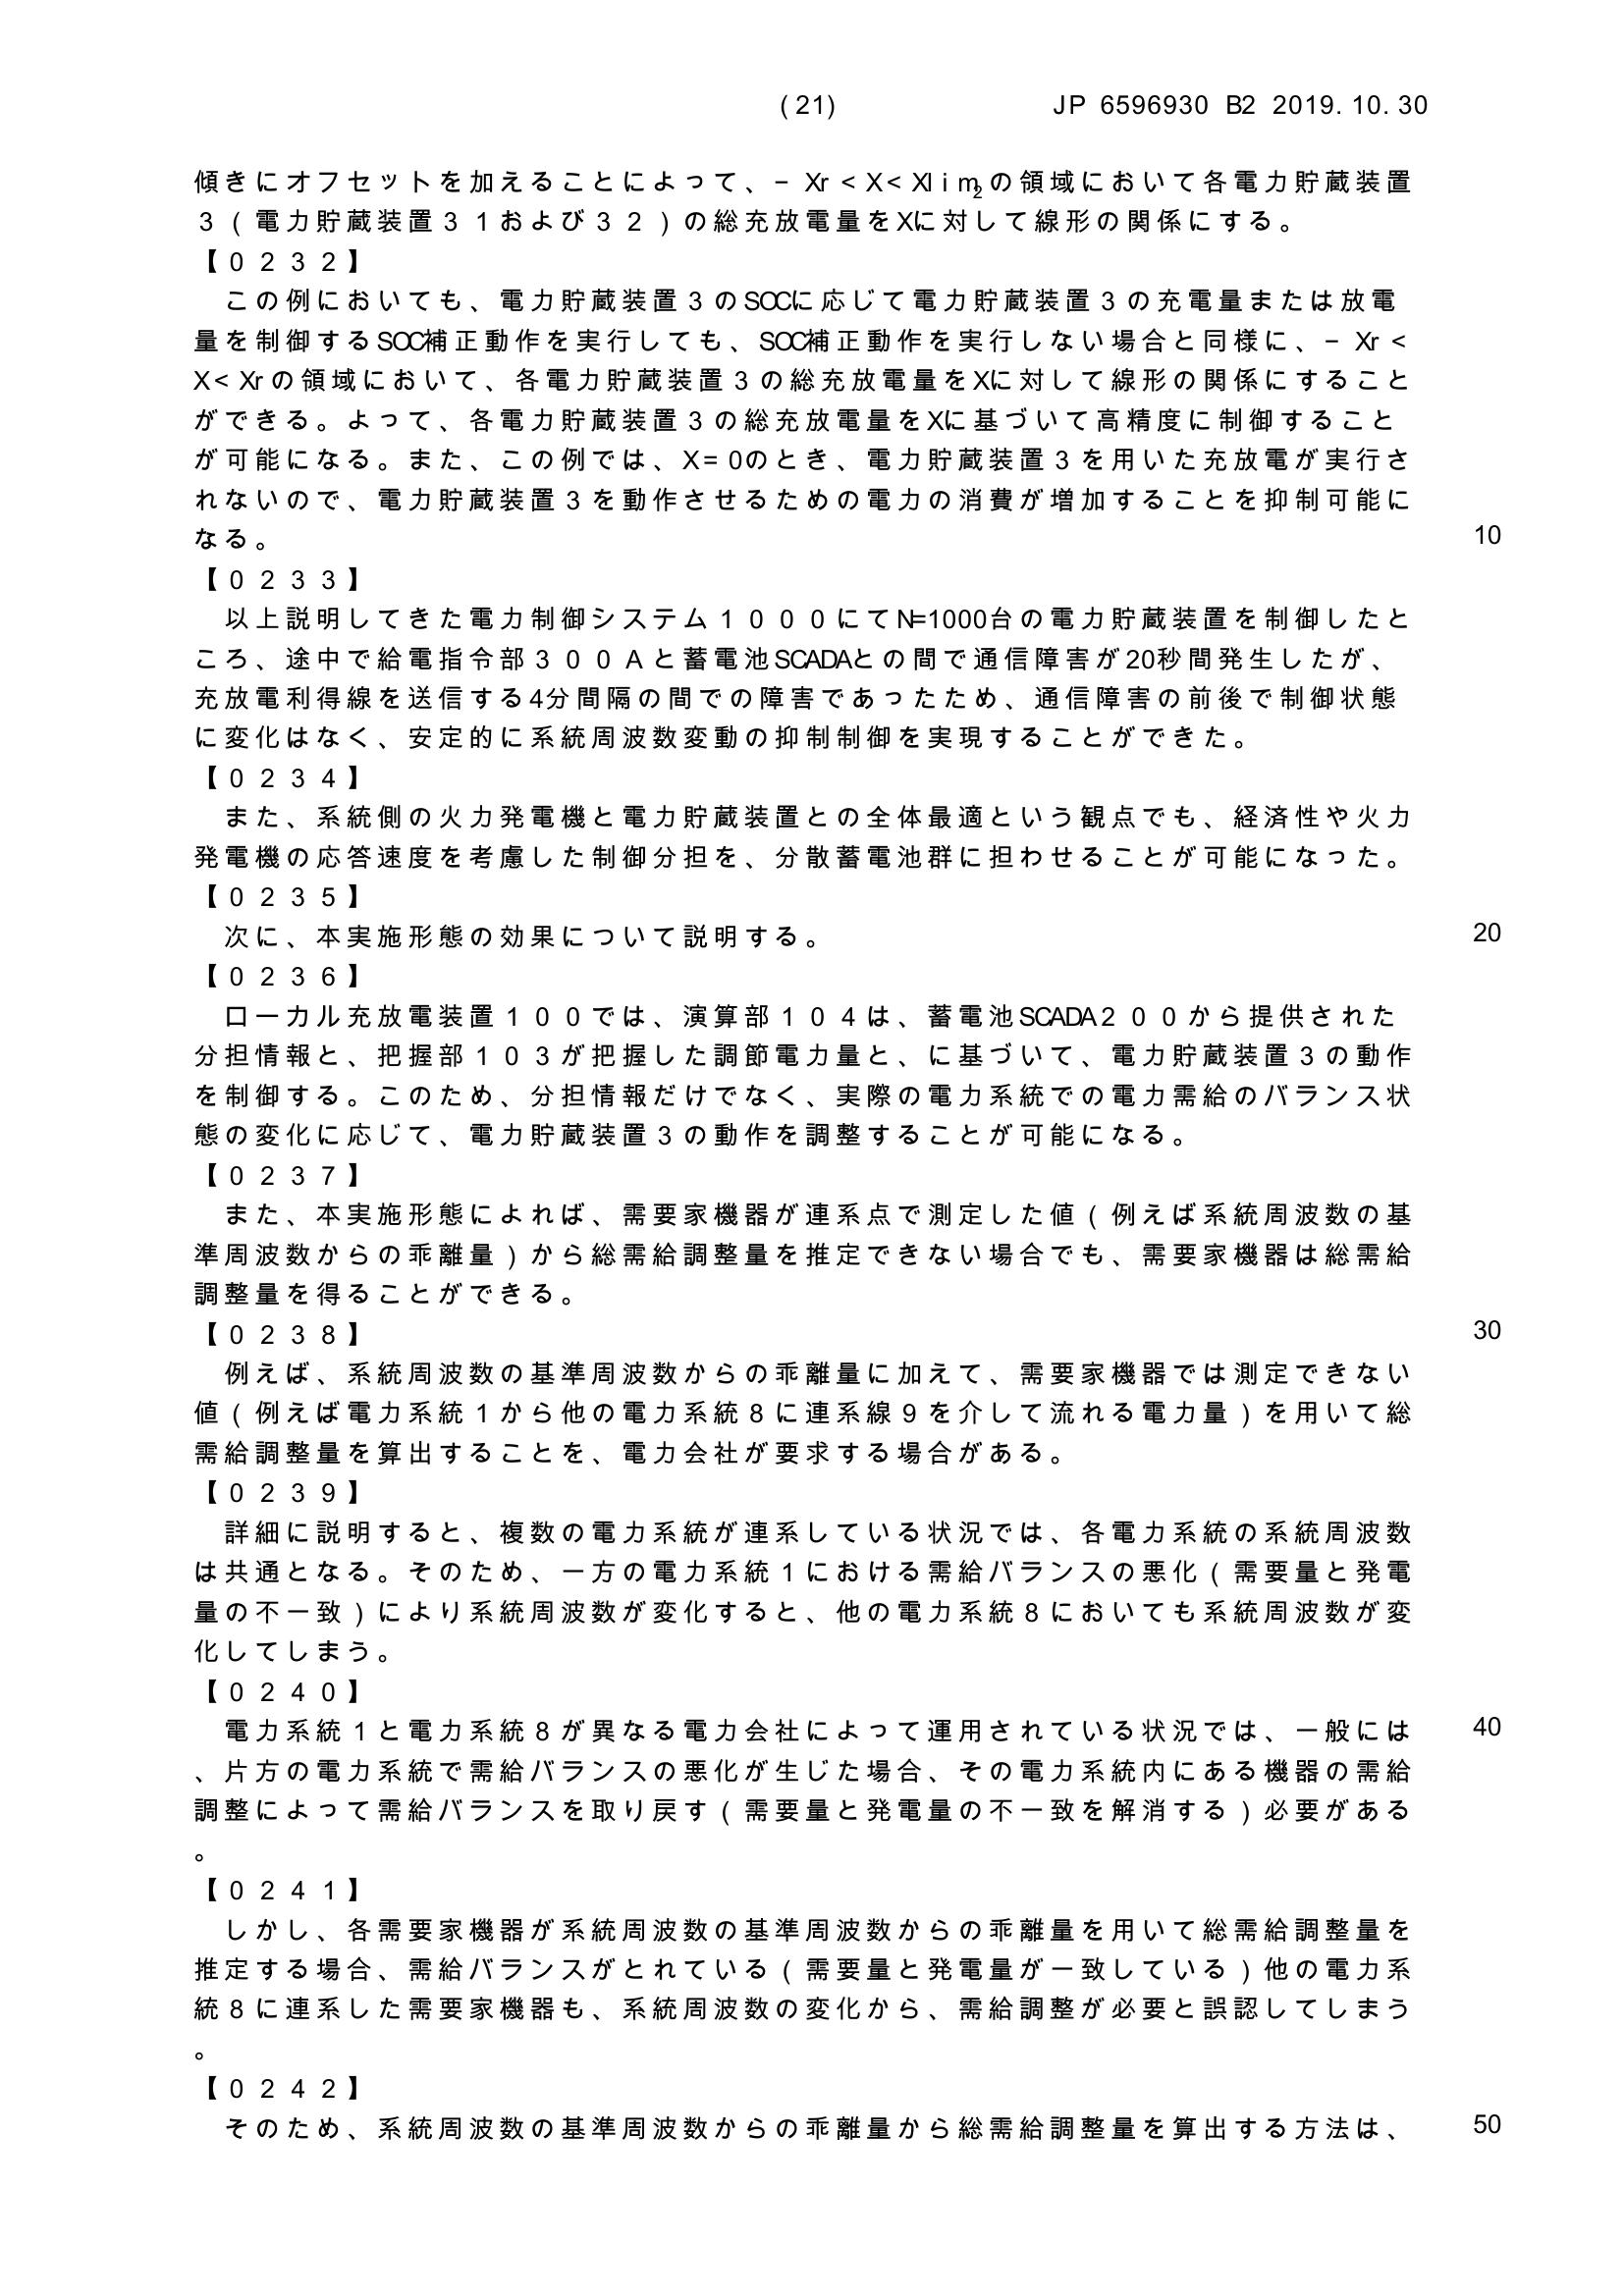 (21) JP 6596930 B2 2019.10.30
傾きにオフセットを加えることによって、−Xr<X<Xlim₂の領域において各電力貯蔵装置
3(電力貯蔵装置31および32)の総充放電量をXに対して線形の関係にする。
【0232】
　この例においても、電力貯蔵装置3のSOCに応じて電力貯蔵装置3の充電量または放電
量を制御するSOC補正動作を実行しても、SOC補正動作を実行しない場合と同様に、−Xr<
X<Xrの領域において、各電力貯蔵装置3の総充放電量をXに対して線形の関係にすること
ができる。よって、各電力貯蔵装置3の総充放電量をXに基づいて高精度に制御すること
が可能になる。また、この例では、X=0のとき、電力貯蔵装置3を用いた充放電が実行さ
れないので、電力貯蔵装置3を動作させるための電力の消費が増加することを抑制可能に
なる。 10
【0233】
　以上説明してきた電力制御システム1000にてN=1000台の電力貯蔵装置を制御したと
ころ、途中で給電指令部300Aと蓄電池SCADAとの間で通信障害が20秒間発生したが、
充放電利得線を送信する4分間隔の間での障害であったため、通信障害の前後で制御状態
に変化はなく、安定的に系統周波数変動の抑制制御を実現することができた。
【0234】
　また、系統側の火力発電機と電力貯蔵装置との全体最適という観点でも、経済性や火力
発電機の応答速度を考慮した制御分担を、分散蓄電池群に担わせることが可能になった。
【0235】
　次に、本実施形態の効果について説明する。 20
【0236】
　ローカル充放電装置100では、演算部104は、蓄電池SCADA200から提供された
分担情報と、把握部103が把握した調節電力量と、に基づいて、電力貯蔵装置3の動作
を制御する。このため、分担情報だけでなく、実際の電力系統での電力需給のバランス状
態の変化に応じて、電力貯蔵装置3の動作を調整することが可能になる。
【0237】
　また、本実施形態によれば、需要家機器が連系点で測定した値(例えば系統周波数の基
準周波数からの乖離量)から総需給調整量を推定できない場合でも、需要家機器は総需給
調整量を得ることができる。
【0238】 30
　例えば、系統周波数の基準周波数からの乖離量に加えて、需要家機器では測定できない
値(例えば電力系統1から他の電力系統8に連系線9を介して流れる電力量)を用いて総
需給調整量を算出することを、電力会社が要求する場合がある。
【0239】
　詳細に説明すると、複数の電力系統が連系している状況では、各電力系統の系統周波数
は共通となる。そのため、一方の電力系統1における需給バランスの悪化(需要量と発電
量の不一致)により系統周波数が変化すると、他の電力系統8においても系統周波数が変
化してしまう。
【0240】
　電力系統1と電力系統8が異なる電力会社によって運用されている状況では、一般には 40
、片方の電力系統で需給バランスの悪化が生じた場合、その電力系統内にある機器の需給
調整によって需給バランスを取り戻す(需要量と発電量の不一致を解消する)必要がある
。
【0241】
　しかし、各需要家機器が系統周波数の基準周波数からの乖離量を用いて総需給調整量を
推定する場合、需給バランスがとれている(需要量と発電量が一致している)他の電力系
統8に連系した需要家機器も、系統周波数の変化から、需給調整が必要と誤認してしまう
。
【0242】
　そのため、系統周波数の基準周波数からの乖離量から総需給調整量を算出する方法は、 50